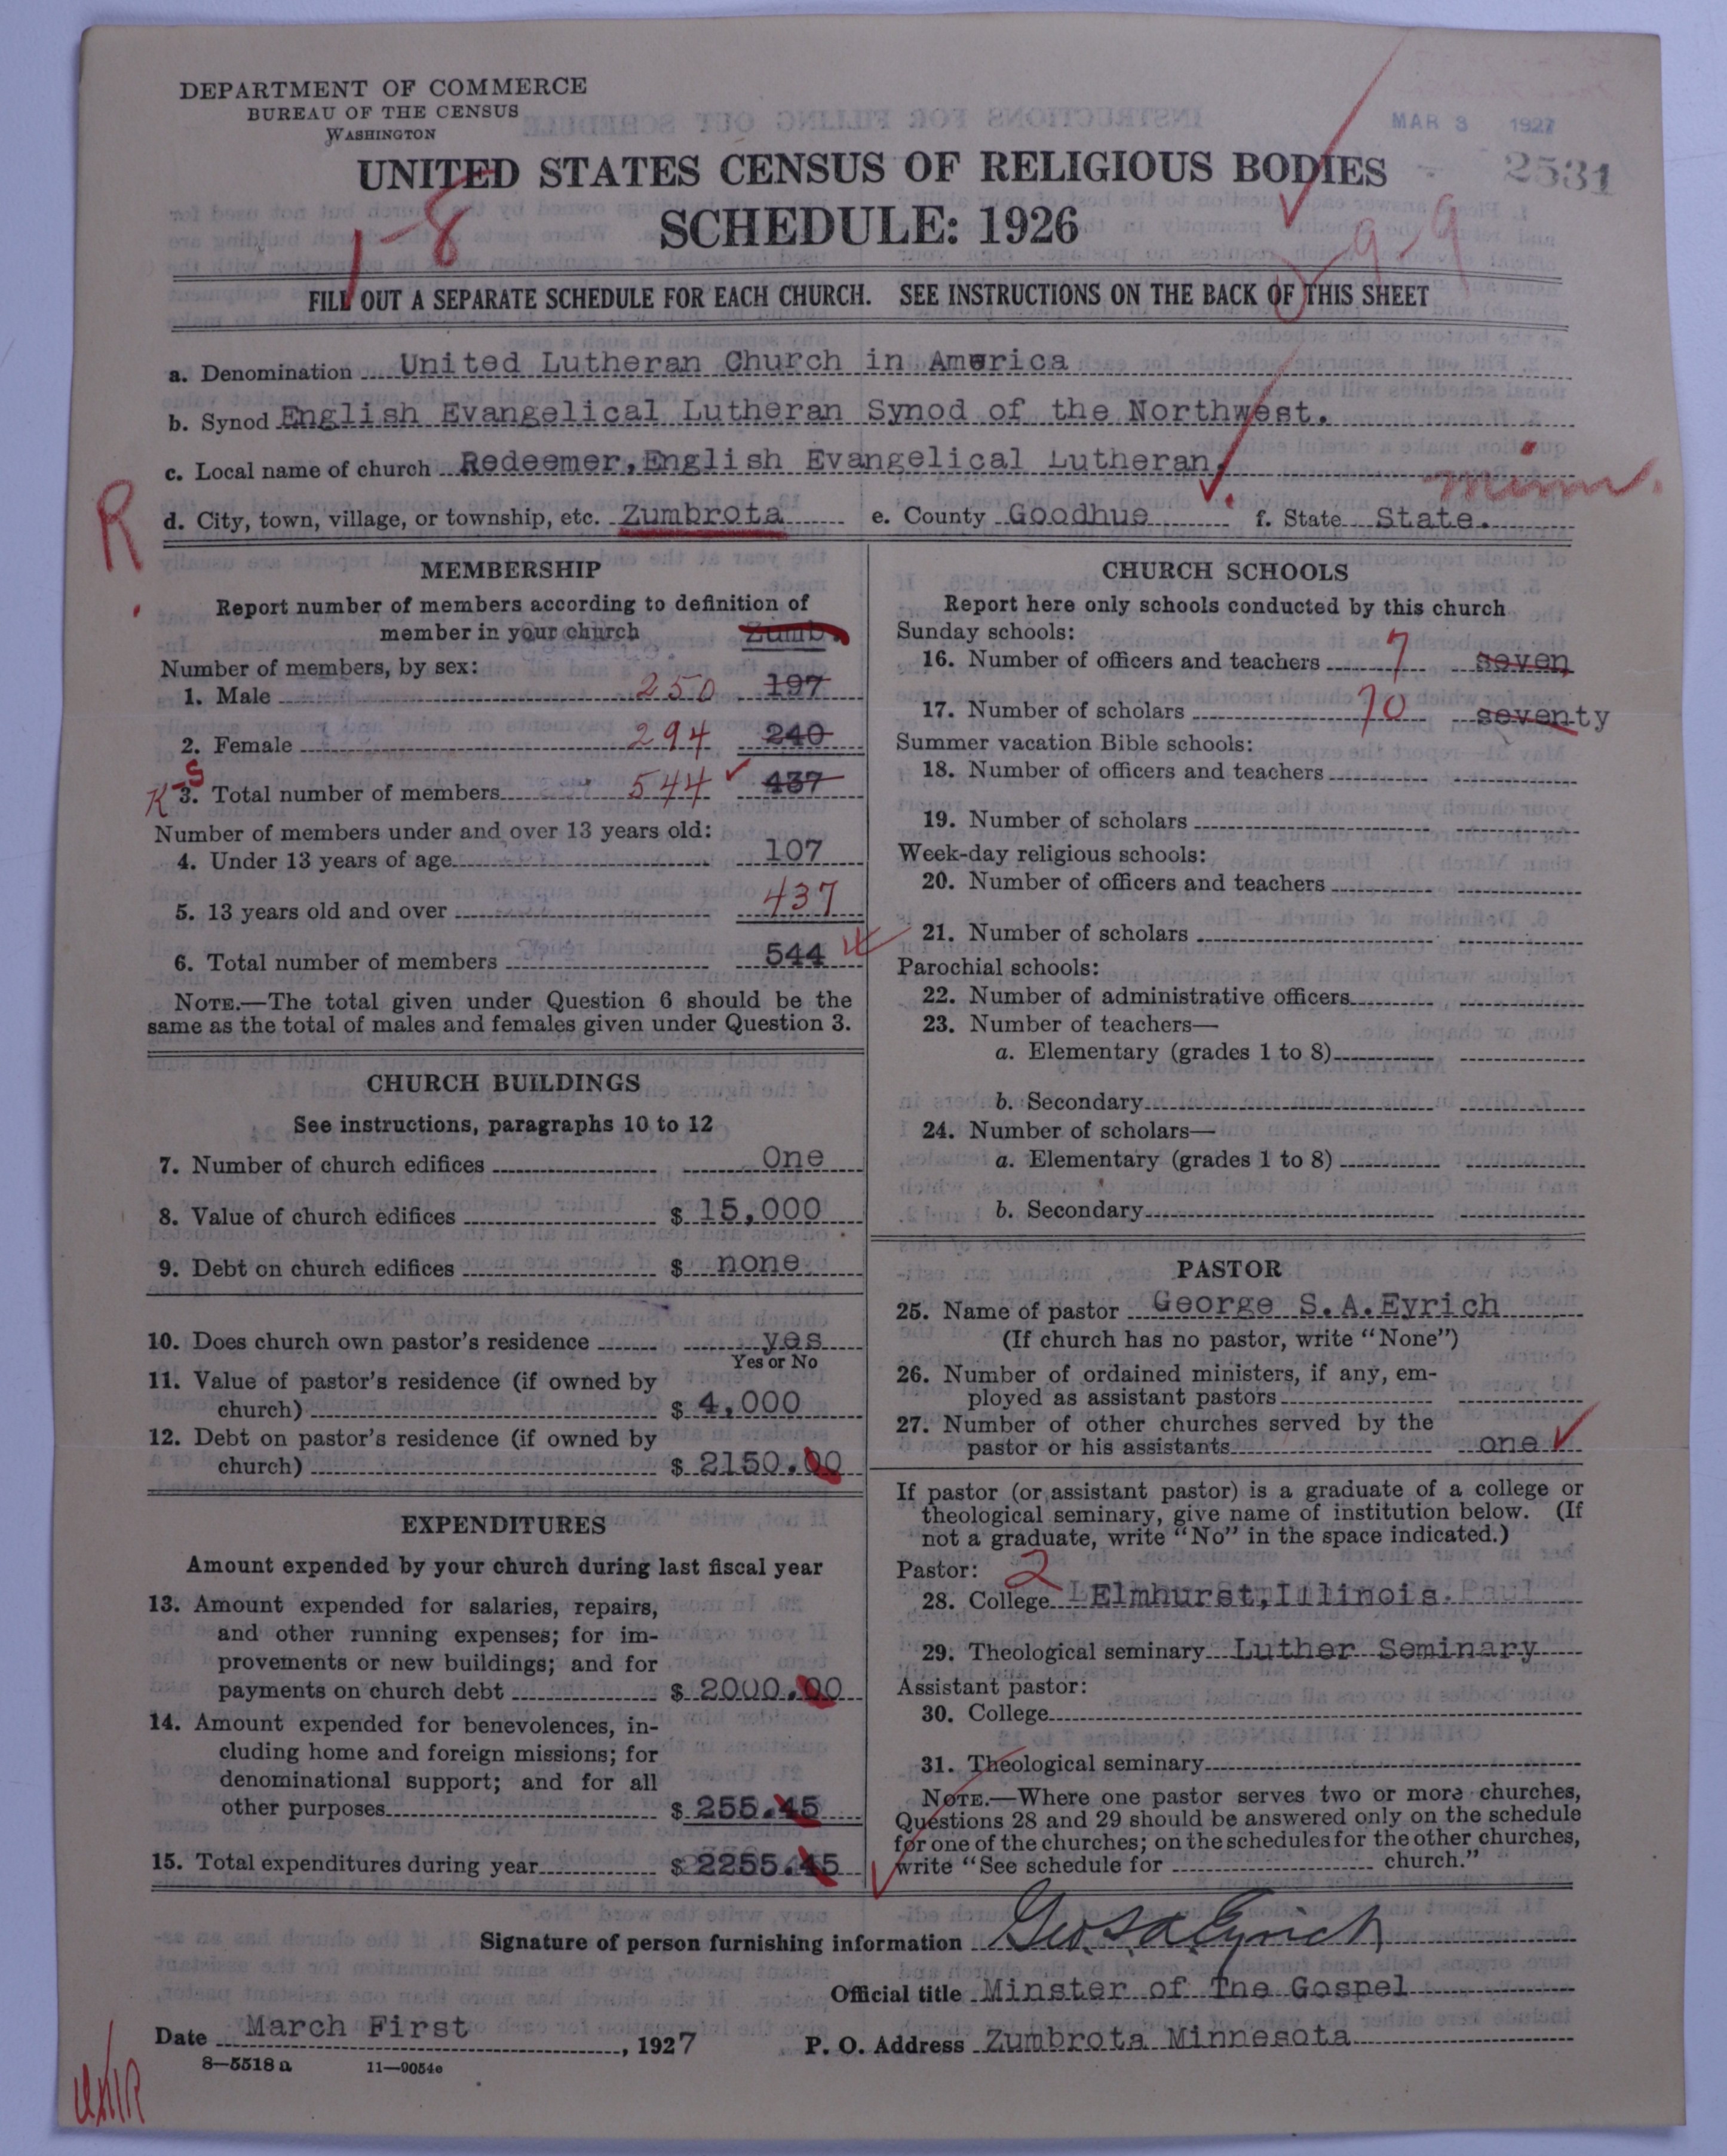 DEPARTMENT OF COMMERCE
BUREAU OF THE CENSUS
WASHINGTON
MAR 3 1927
2531
UNITED STATES CENSUS OF RELIGIOUS BODIES
SCHEDULE: 1926
1-8
9-9
FILL OUT A SEPARATE SCHEDULE FOR EACH CHURCH. SEE INSTRUCTIONS ON THE BACK OF THIS SHEET
a. Denomination United Lutheran Church in America
b. Synod English Evangelical Lutheran Synod of the Northwest.
c. Local name of church Redeemer, English Evangelical Lutheran.
Minn.
R
d. City, town, village, or township, etc. Zumbrota e. County Goodhue f. State State.
MEMBERSHIP
Report number of members according to definition of
member in your church Zumb.
Number of members, by sex:
1. Male 250 197
2. Female 294 240
K S
3. Total number of members 544 437
Number of members under and over 13 years old:
4. Under 13 years of age 107
5. 13 years old and over 437
6. Total number of members 544
NOTE.—The total given under Question 6 should be the
same as the total of males and females given under Question 3.
CHURCH BUILDINGS
See instructions, paragraphs 10 to 12
7. Number of church edifices One
8. Value of church edifices $ 15,000
9. Debt on church edifices $ none
10. Does church own pastor's residence yes
Yes or No
11. Value of pastor's residence (if owned by
church) $ 4,000
12. Debt on pastor's residence (if owned by
church) $ 2150.00
EXPENDITURES
Amount expended by your church during last fiscal year
13. Amount expended for salaries, repairs,
and other running expenses; for im-
provements or new buildings; and for
payments on church debt $ 2000.00
14. Amount expended for benevolences, in-
cluding home and foreign missions; for
denominational support; and for all
other purposes $ 255.45
15. Total expenditures during year $ 2255.45
CHURCH SCHOOLS
Report here only schools conducted by this church
Sunday schools:
16. Number of officers and teachers 7 seven
17. Number of scholars 70 seventy
Summer vacation Bible schools:
18. Number of officers and teachers
19. Number of scholars
Week-day religious schools:
20. Number of officers and teachers
21. Number of scholars
Parochial schools:
22. Number of administrative officers
23. Number of teachers—
a. Elementary (grades 1 to 8)
b. Secondary
24. Number of scholars—
a. Elementary (grades 1 to 8)
b. Secondary
PASTOR
25. Name of pastor George S.A.Eyrich
(If church has no pastor, write "None")
26. Number of ordained ministers, if any, em-
ployed as assistant pastors
27. Number of other churches served by the
pastor or his assistants one
If pastor (or assistant pastor) is a graduate of a college or
theological seminary, give name of institution below. (If
not a graduate, write "No" in the space indicated.)
Pastor: 2
28. College Elmhurst, Illinois. Paul
29. Theological seminary Luther Seminary
Assistant pastor:
30. College
31. Theological seminary
NOTE.—Where one pastor serves two or more churches,
Questions 28 and 29 should be answered only on the schedule
for one of the churches; on the schedules for the other churches,
write "See schedule for church."
Signature of person furnishing information Geo. S. A. Eyrich
Official title Minster of The Gospel
Date March First, 1927 P. O. Address Zumbrota Minnesota
8—5518 a 11—9054e